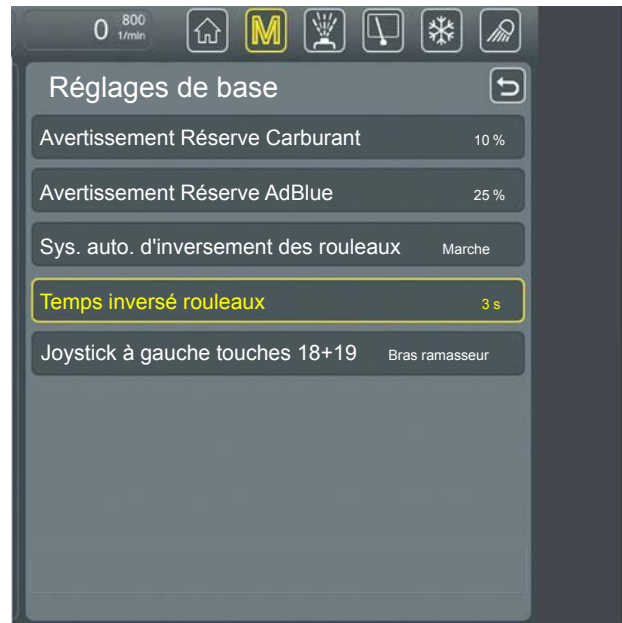 0 800 1/min M
Réglages de base
Avertissement Réserve Carburant 10 %
Avertissement Réserve AdBlue 25 %
Sys. auto. d'inversement des rouleaux Marche
Temps inversé rouleaux 3 s
Joystick à gauche touches 18+19 Bras ramasseur